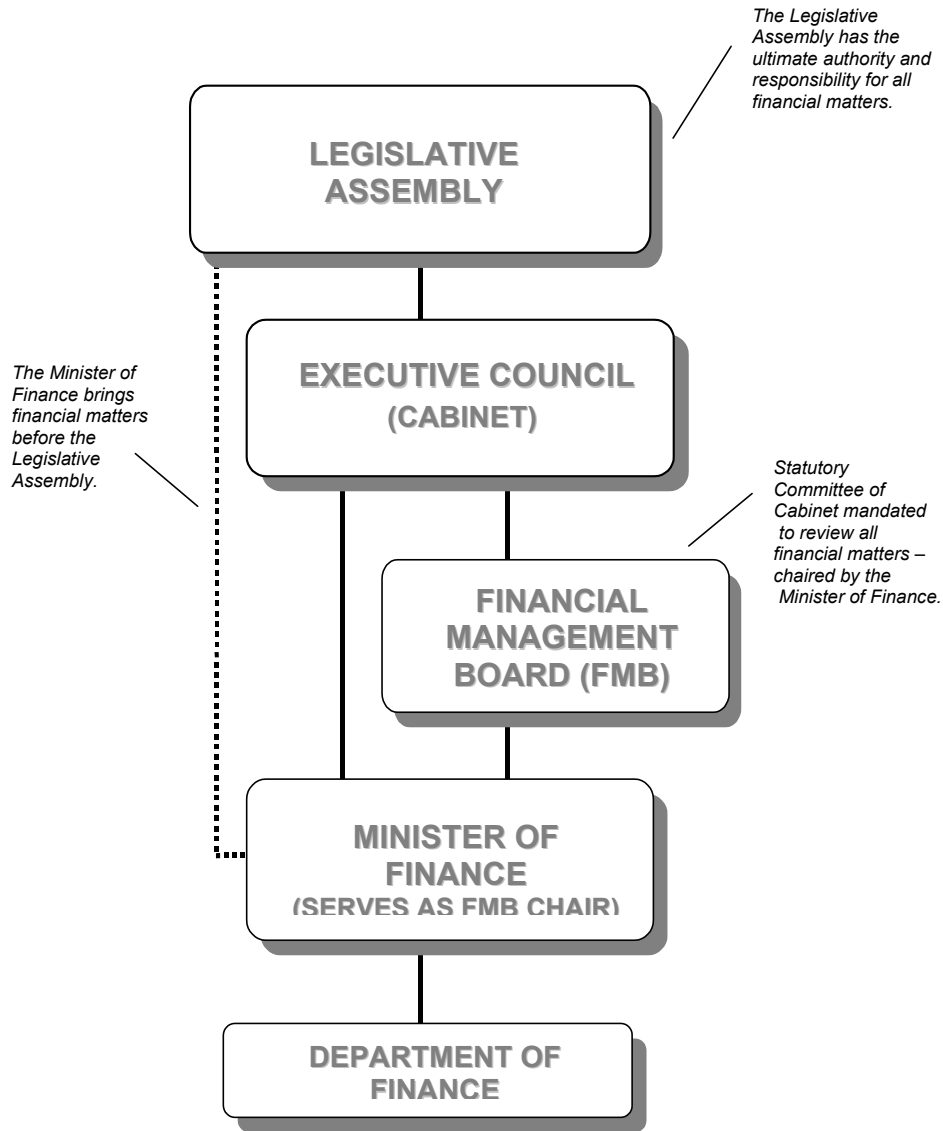 The Legislative
Assembly has the
ultimate authority and
responsibility for all
financial matters.
LEGISLATIVE
ASSEMBLY
EXECUTIVE COUNCIL
(CABINET)
The Minister of
Finance brings
financial matters
before the
Legislative
Assembly.
Statutory
Committee of
Cabinet mandated
to review all
financial matters –
chaired by the
Minister of Finance.
FINANCIAL
MANAGEMENT
BOARD (FMB)
MINISTER OF
FINANCE
(SERVES AS FMB CHAIR)
DEPARTMENT OF
FINANCE